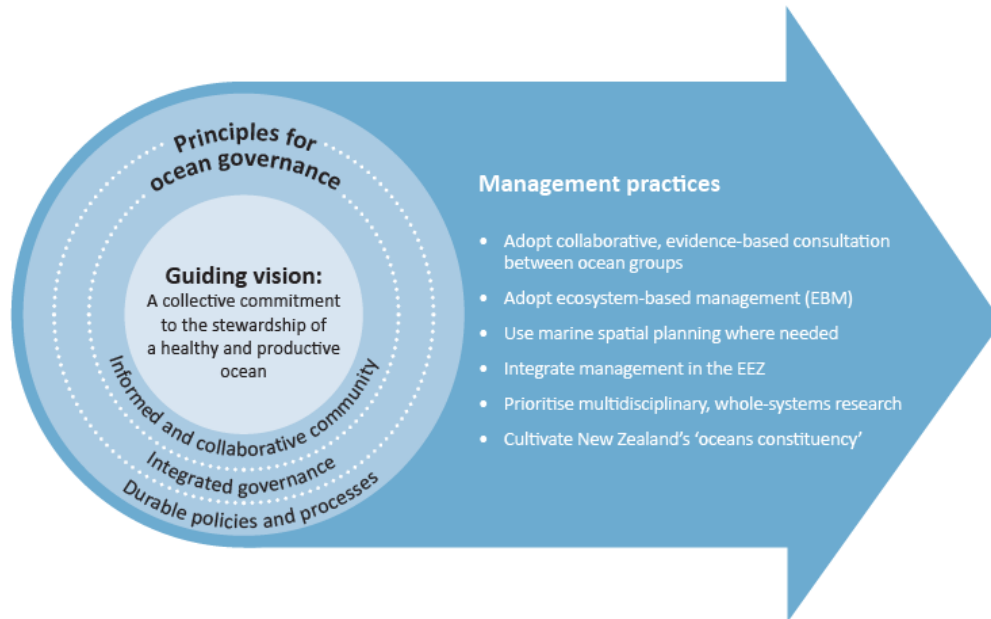 Principles for
ocean governance
Guiding vision:
A collective commitment
to the stewardship of
a healthy and productive
ocean
Informed and collaborative community
Integrated governance
Durable policies and processes
Management practices
• Adopt collaborative, evidence-based consultation
between ocean groups
• Adopt ecosystem-based management (EBM)
• Use marine spatial planning where needed
• Integrate management in the EEZ
• Prioritise multidisciplinary, whole-systems research
• Cultivate New Zealand's 'oceans constituency'